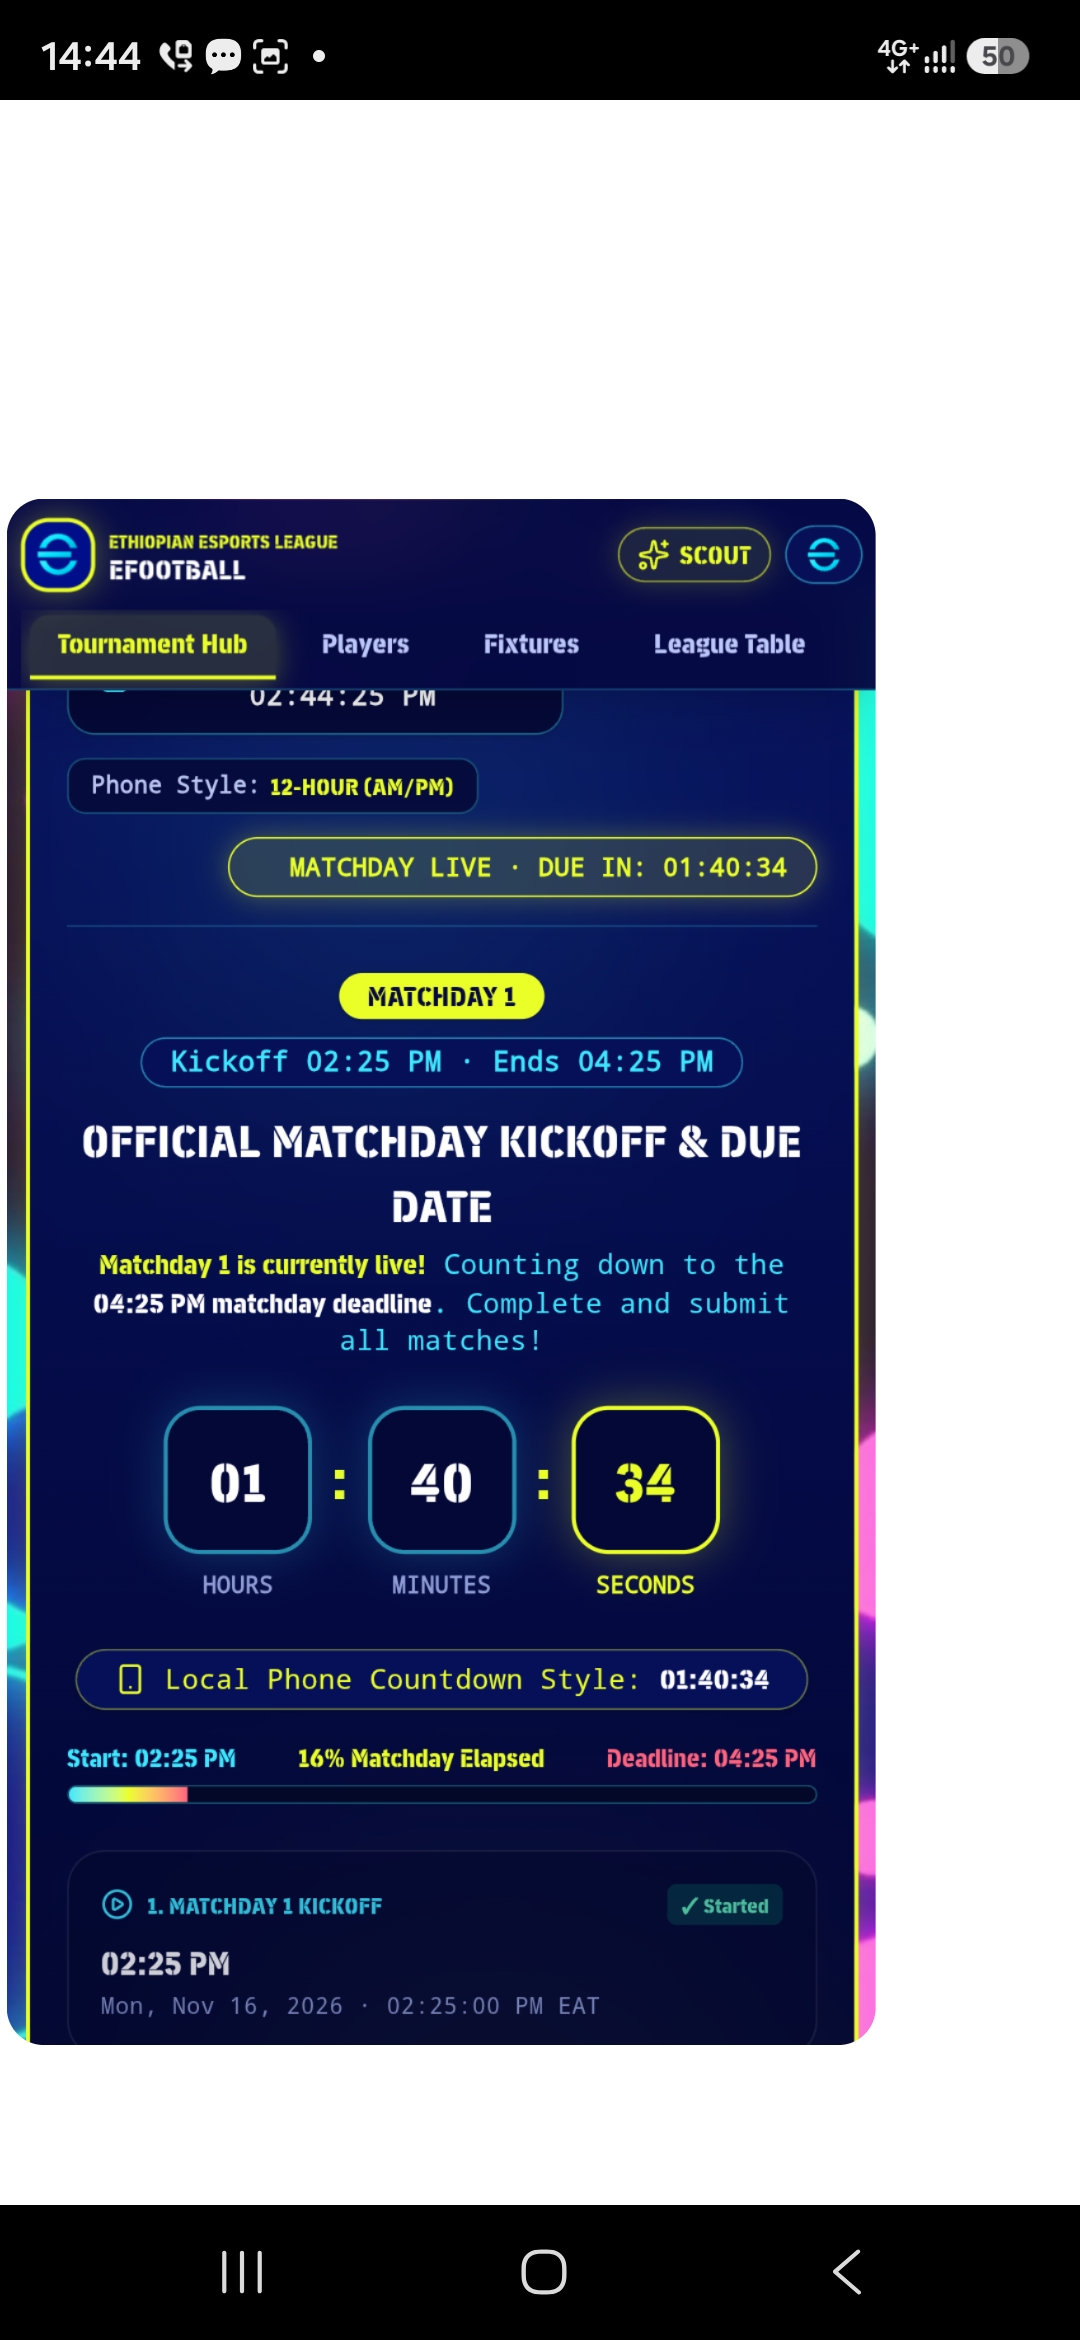 14:44
4G+
50
ETHIOPIAN ESPORTS LEAGUE
EFOOTBALL
SCOUT
Tournament Hub
Players
Fixtures
League Table
02:44:25 PM
Phone Style: 12-HOUR (AM/PM)
MATCHDAY LIVE · DUE IN: 01:40:34
MATCHDAY 1
Kickoff 02:25 PM · Ends 04:25 PM
OFFICIAL MATCHDAY KICKOFF & DUE
DATE
Matchday 1 is currently live! Counting down to the
04:25 PM matchday deadline. Complete and submit
all matches!
01 : 40 : 34
HOURS MINUTES SECONDS
Local Phone Countdown Style: 01:40:34
Start: 02:25 PM
16% Matchday Elapsed
Deadline: 04:25 PM
1. MATCHDAY 1 KICKOFF
✓ Started
02:25 PM
Mon, Nov 16, 2026 · 02:25:00 PM EAT